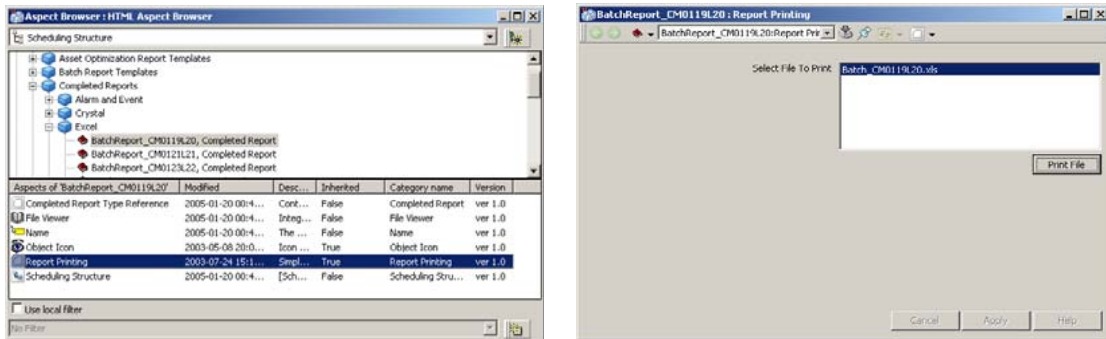 Aspect Browser : HTML Aspect Browser
Scheduling Structure
Asset Optimization Report Templates
Batch Report Templates
Completed Reports
Alarm and Event
Crystal
Excel
BatchReport_CM0119L20, Completed Report
BatchReport_CM0121L21, Completed Report
BatchReport_CM0123L22, Completed Report
Aspects of 'BatchReport_CM0119L20' Modified Desc... Inherited Category name Version
Completed Report Type Reference 2005-01-20 00:4... Cont... False Completed Report ver 1.0
File Viewer 2005-01-20 00:4... Integ... False File Viewer ver 1.0
Name 2005-01-20 00:4... The ... False Name ver 1.0
Object Icon 2003-05-08 20:0... Icon ... True Object Icon ver 1.0
Report Printing 2003-07-24 15:1... Simpl... True Report Printing ver 1.0
Scheduling Structure 2005-01-20 00:4... [Sch... False Scheduling Stru... ver 1.0
Use local filter
No Filter
BatchReport_CM0119L20 : Report Printing
BatchReport_CM0119L20:Report Prir
Select File To Print Batch_CM0119L20.xls
Print File
Cancel Apply Help